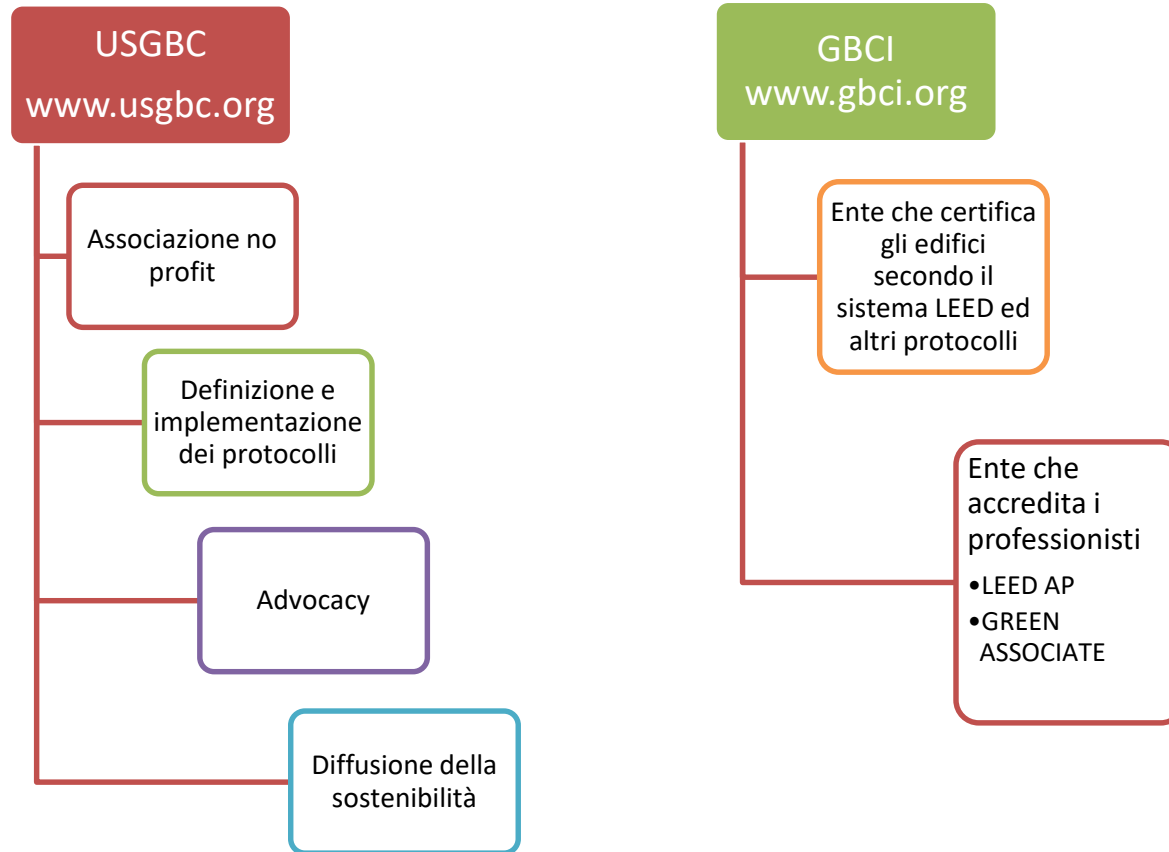 USGBC
www.usgbc.org
Associazione no
profit
Definizione e
implementazione
dei protocolli
Advocacy
Diffusione della
sostenibilità
GBCI
www.gbci.org
Ente che certifica
gli edifici
secondo il
sistema LEED ed
altri protocolli
Ente che
accredita i
professionisti
•LEED AP
•GREEN
ASSOCIATE